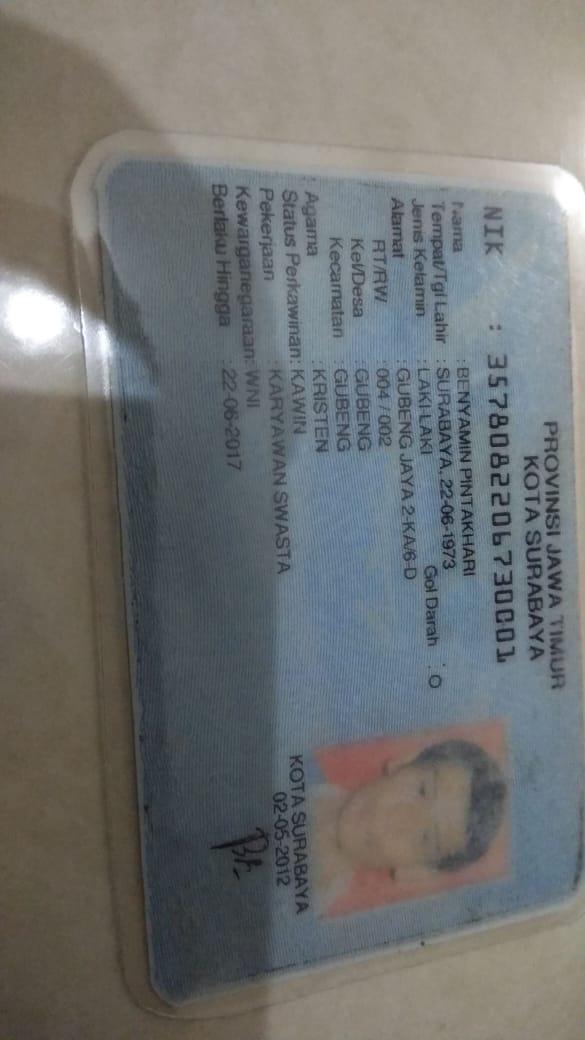 PROVINSI JAWA TIMUR
KOTA SURABAYA
NIK : 3578082206730001
Nama : BENYAMIN PINTAKHARI
Tempat/Tgl Lahir : SURABAYA, 22-06-1973
Jenis Kelamin : LAKI-LAKI Gol Darah : O
Alamat : GUBENG JAYA 2-KA/6-D
RT/RW : 004 / 002
Kel/Desa : GUBENG
Kecamatan : GUBENG
Agama : KRISTEN
Status Perkawinan: KAWIN
Pekerjaan : KARYAWAN SWASTA
Kewarganegaraan: WNI
Berlaku Hingga : 22-06-2017
KOTA SURABAYA
02-05-2012